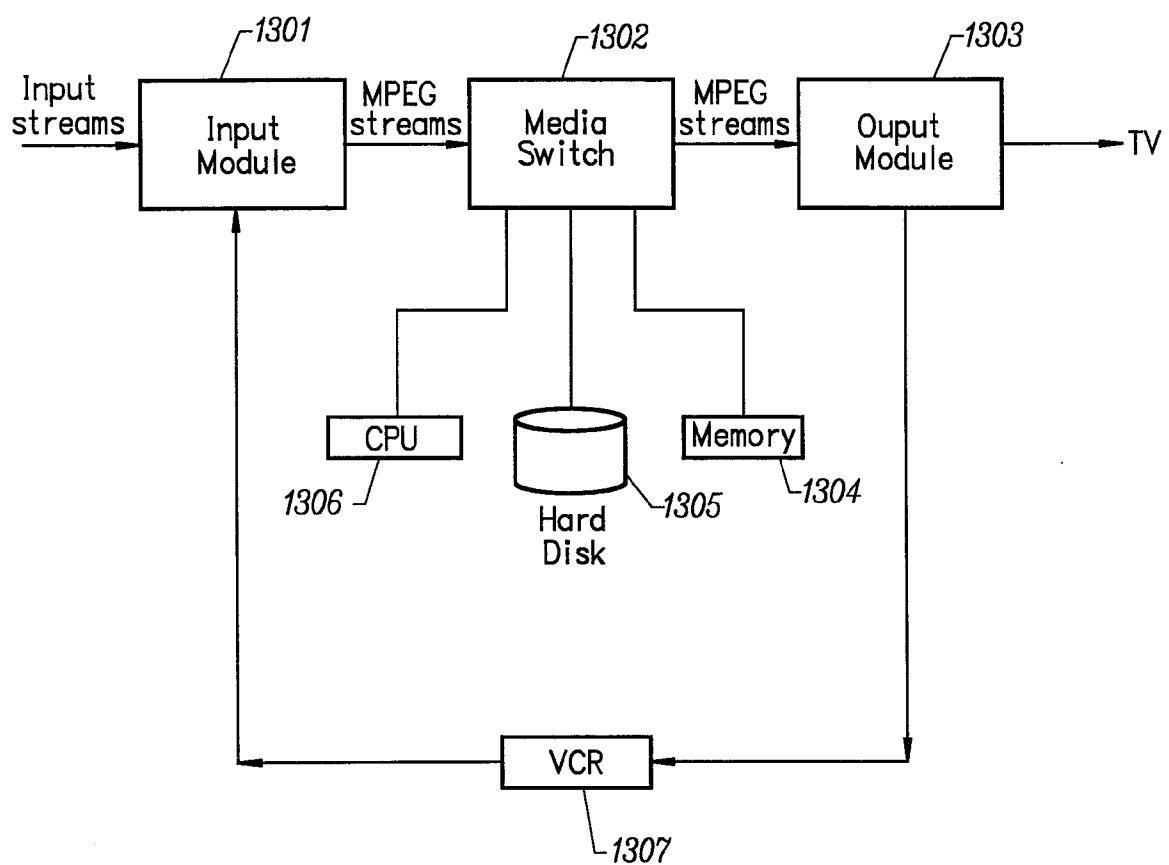 1301
1302
1303
Input
streams
Input
Module
MPEG
streams
Media
Switch
MPEG
streams
Ouput
Module
TV
CPU
1306
Hard
Disk
1305
Memory
1304
VCR
1307